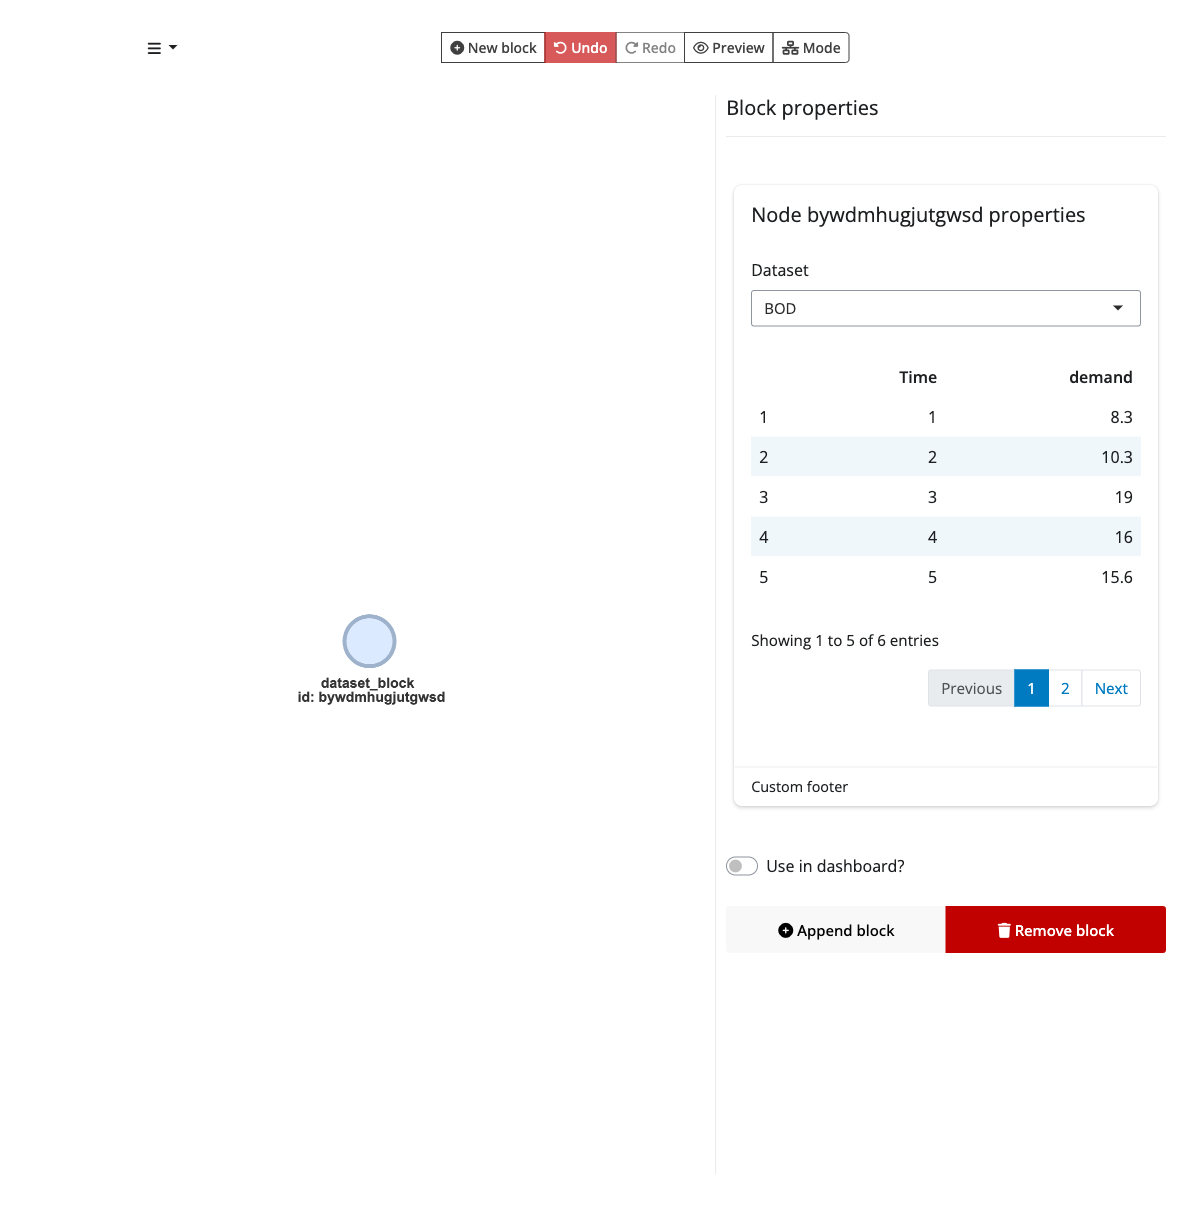 New block Undo Redo Preview Mode
Block properties
Node bywdmhugjutgwsd properties
Dataset
BOD
Time demand
1 1 8.3
2 2 10.3
3 3 19
4 4 16
5 5 15.6
Showing 1 to 5 of 6 entries
Previous 1 2 Next
Custom footer
Use in dashboard?
Append block Remove block
dataset_block
id: bywdmhugjutgwsd